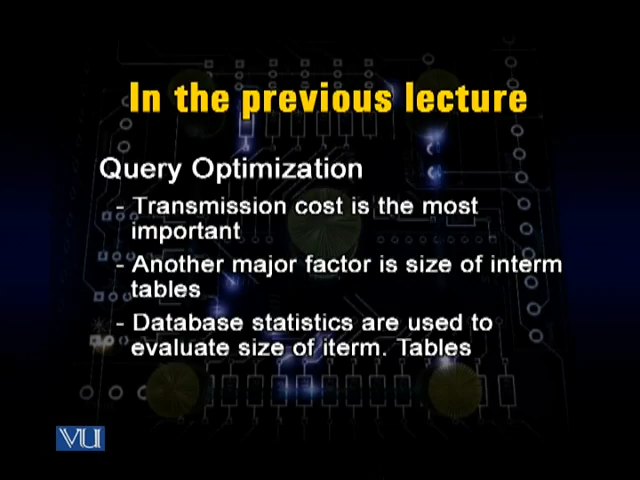 In the previous lecture
Query Optimization
- Transmission cost is the most
important
- Another major factor is size of interm
tables
- Database statistics are used to
evaluate size of iterm. Tables
VU